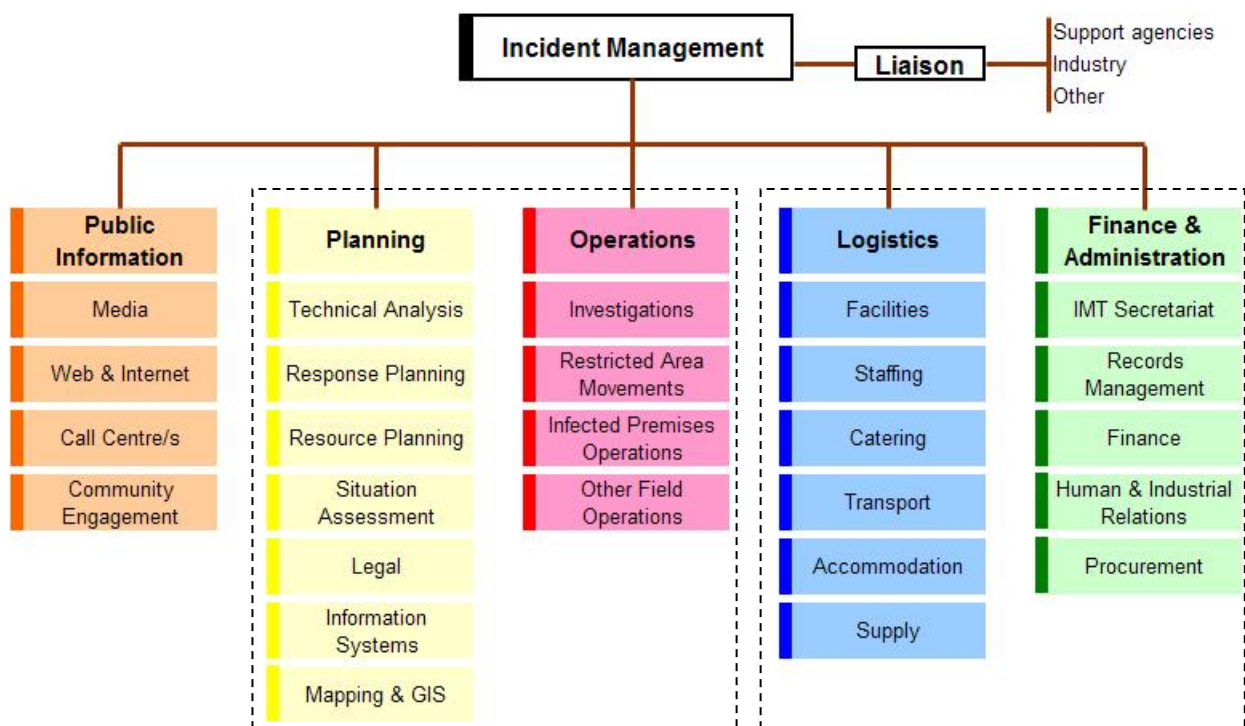 Incident Management
Liaison
Support agencies
Industry
Other
Public
Information
Media
Web & Internet
Call Centre/s
Community
Engagement
Planning
Technical Analysis
Response Planning
Resource Planning
Situation
Assessment
Legal
Information
Systems
Mapping & GIS
Operations
Investigations
Restricted Area
Movements
Infected Premises
Operations
Other Field
Operations
Logistics
Facilities
Staffing
Catering
Transport
Accommodation
Supply
Finance &
Administration
IMT Secretariat
Records
Management
Finance
Human & Industrial
Relations
Procurement